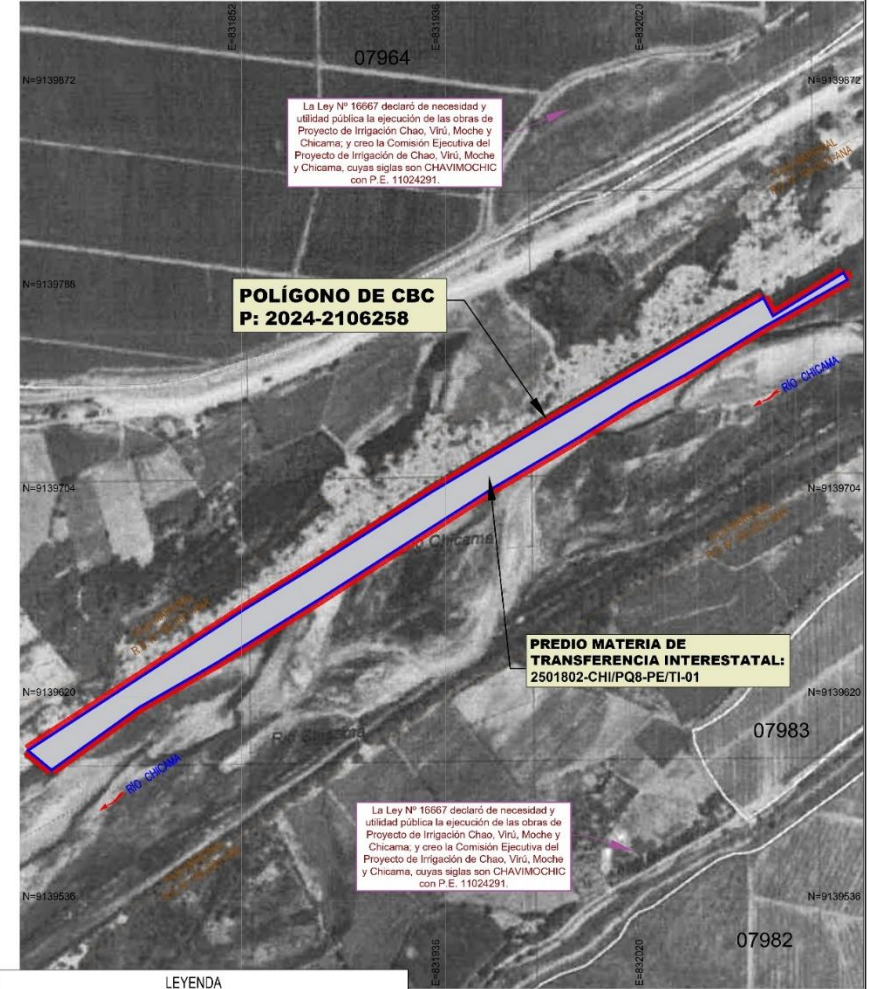 E=831852
E=831936
E=832020
07964
N=9139872
N=9139872
La Ley Nº 16667 declaró de necesidad y
utilidad pública la ejecución de las obras de
Proyecto de Irrigación Chao, Virú, Moche y
Chicama; y creo la Comisión Ejecutiva del
Proyecto de Irrigación de Chao, Virú, Moche
y Chicama, cuyas siglas son CHAVIMOCHIC
con P.E. 11024291.
N=9139788
N=9139788
POLÍGONO DE CBC
P: 2024-2106258
RÍO CHICAMA
N=9139704
N=9139704
Chicama
PREDIO MATERIA DE
TRANSFERENCIA INTERESTATAL:
2501802-CHI/PQ8-PE/TI-01
N=9139620
N=9139620
07983
RÍO CHICAMA
La Ley Nº 16667 declaró de necesidad y
utilidad pública la ejecución de las obras de
Proyecto de Irrigación Chao, Virú, Moche y
Chicama; y creo la Comisión Ejecutiva del
Proyecto de Irrigación de Chao, Virú, Moche
y Chicama, cuyas siglas son CHAVIMOCHIC
con P.E. 11024291.
N=9139536
N=9139536
07982
E=831936
E=832020
LEYENDA